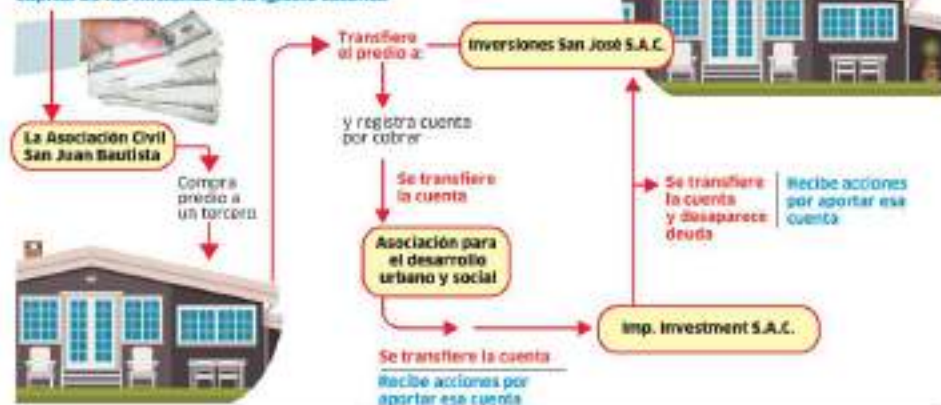 Transfiere
el predio a:
Inversiones San José S.A.C.
La Asociación Civil
San Juan Bautista
y registra cuenta
por cobrar
Compra
predio a
un tercero
Se transfiere
la cuenta
Se transfiere
la cuenta
y desaparece
deuda
Recibe acciones
por aportar esa
cuenta
Asociación para
el desarrollo
urbano y social
Imp. Investment S.A.C.
Se transfiere la cuenta
Recibe acciones por
aportar esa cuenta